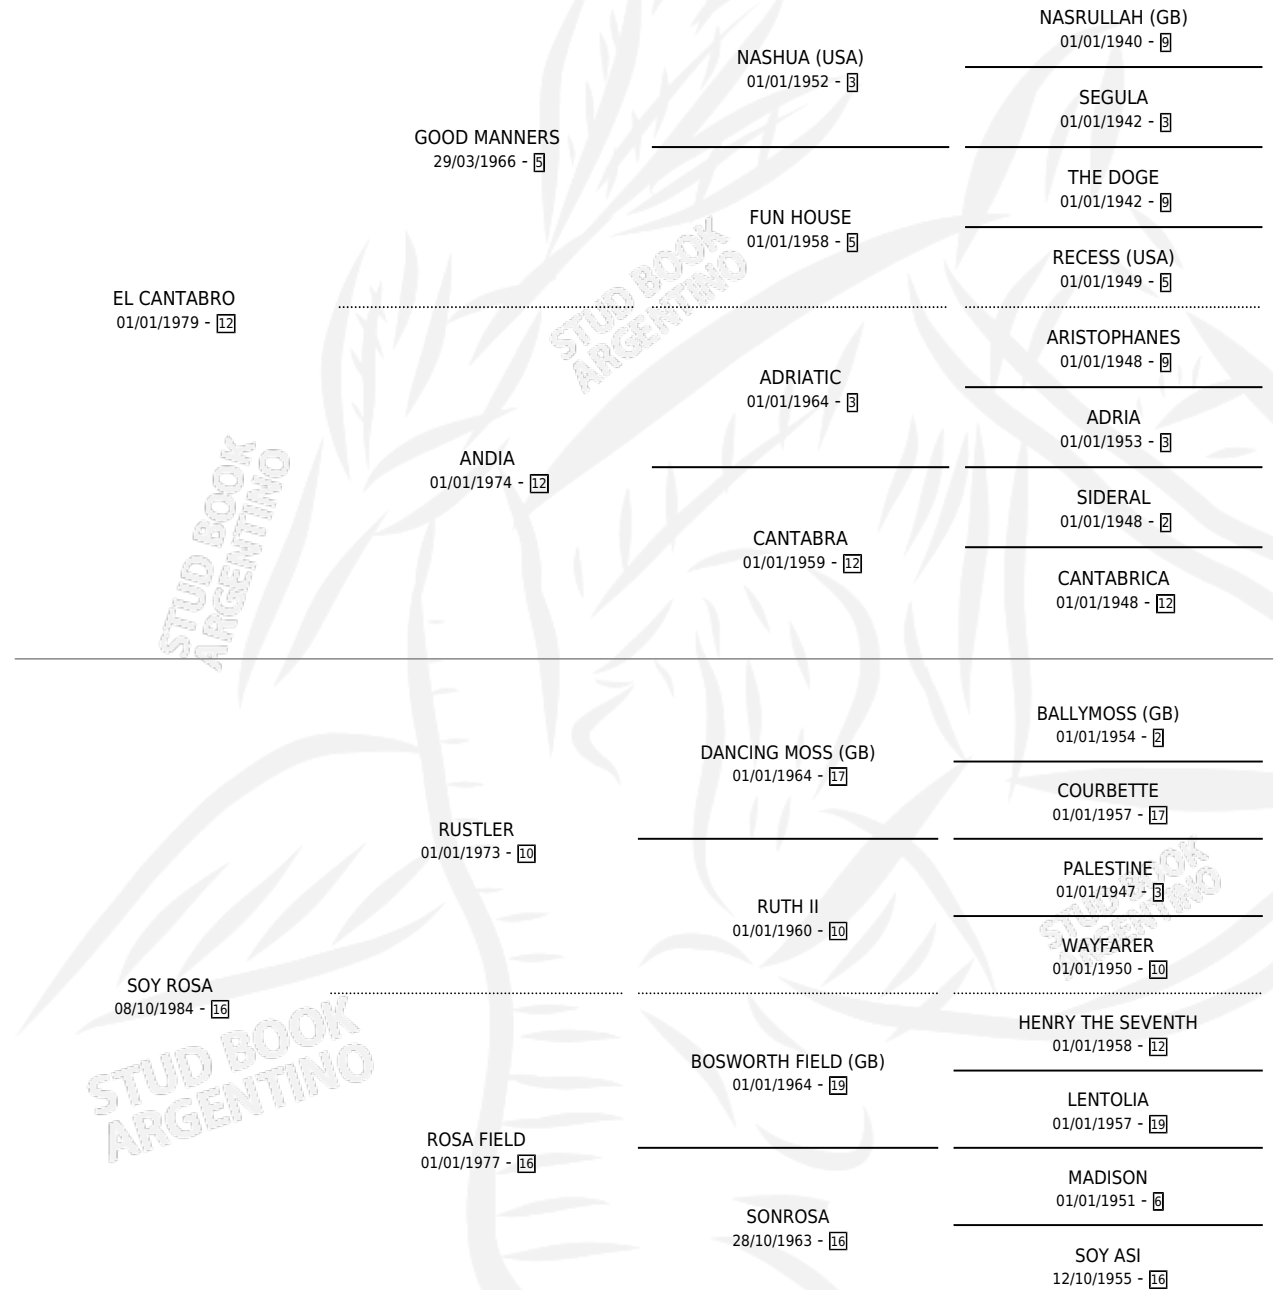 NASRULLAH (GB)
01/01/1940 - 9
NASHUA (USA)
01/01/1952 - 3
SEGULA
01/01/1942 - 3
GOOD MANNERS
29/03/1966 - 5
THE DOGE
01/01/1942 - 9
FUN HOUSE
01/01/1958 - 5
RECESS (USA)
01/01/1949 - 5
EL CANTABRO
01/01/1979 - 12
ARISTOPHANES
01/01/1948 - 9
ADRIATIC
01/01/1964 - 3
ADRIA
01/01/1953 - 3
ANDIA
01/01/1974 - 12
SIDERAL
01/01/1948 - 2
CANTABRA
01/01/1959 - 12
CANTABRICA
01/01/1948 - 12
BALLYMOSS (GB)
01/01/1954 - 2
DANCING MOSS (GB)
01/01/1964 - 17
COURBETTE
01/01/1957 - 17
RUSTLER
01/01/1973 - 10
PALESTINE
01/01/1947 - 3
RUTH II
01/01/1960 - 10
WAYFARER
01/01/1950 - 10
SOY ROSA
08/10/1984 - 16
HENRY THE SEVENTH
01/01/1958 - 12
BOSWORTH FIELD (GB)
01/01/1964 - 19
LENTOLIA
01/01/1957 - 19
ROSA FIELD
01/01/1977 - 16
MADISON
01/01/1951 - 6
SONROSA
28/10/1963 - 16
SOY ASI
12/10/1955 - 16
STUD BOOK
ARGENTINO
STUD BOOK
ARGENTINO
STUD BOOK
ARGENTINO
STUD BOOK
ARGENTINO